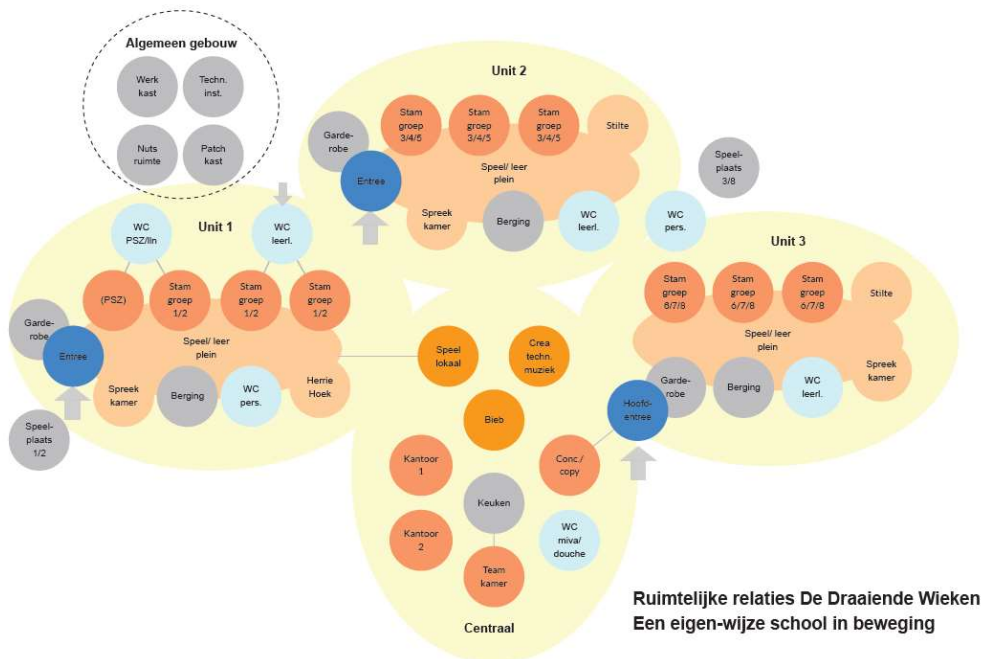 Algemeen gebouw
Werk
kast
Techn.
inst.
Nuts
ruimte
Patch
kast
Unit 2
Garde-
robe
Entree
Stam
groep
3/4/5
Stam
groep
3/4/5
Stam
groep
3/4/5
Stilte
Speel/ leer
plein
Spreek
kamer
Berging
WC
leerl.
WC
pers.
Speel-
plaats
3/8
Unit 1
WC
PSZ/lln
WC
leerl.
(PSZ)
Stam
groep
1/2
Stam
groep
1/2
Stam
groep
1/2
Garde-
robe
Entree
Speel/ leer
plein
Spreek
kamer
Berging
WC
pers.
Herrie
Hoek
Speel-
plaats
1/2
Unit 3
Stam
groep
8/7/8
Stam
groep
6/7/8
Stam
groep
6/7/8
Stilte
Speel/ leer
plein
Spreek
kamer
Hoofd-
entree
Garde-
robe
Berging
WC
leerl.
Speel
lokaal
Crea
techn.
muziek
Bieb
Kantoor
1
Conc./
copy
Keuken
Kantoor
2
WC
miva/
douche
Team
kamer
Centraal
Ruimtelijke relaties De Draaiende Wieken
Een eigen-wijze school in beweging